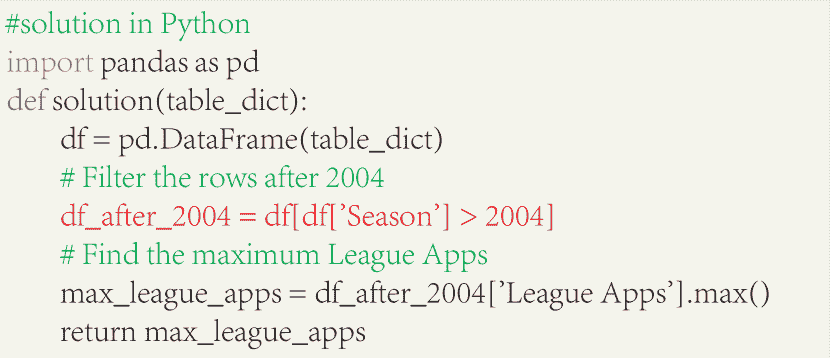 #solution in Python
import pandas as pd
def solution(table_dict):
df = pd.DataFrame(table_dict)
# Filter the rows after 2004
df_after_2004 = df[df[’Season’] > 2004]
# Find the maximum League Apps
max_league_apps = df_after_2004[’League Apps’].max()
return max_league_apps